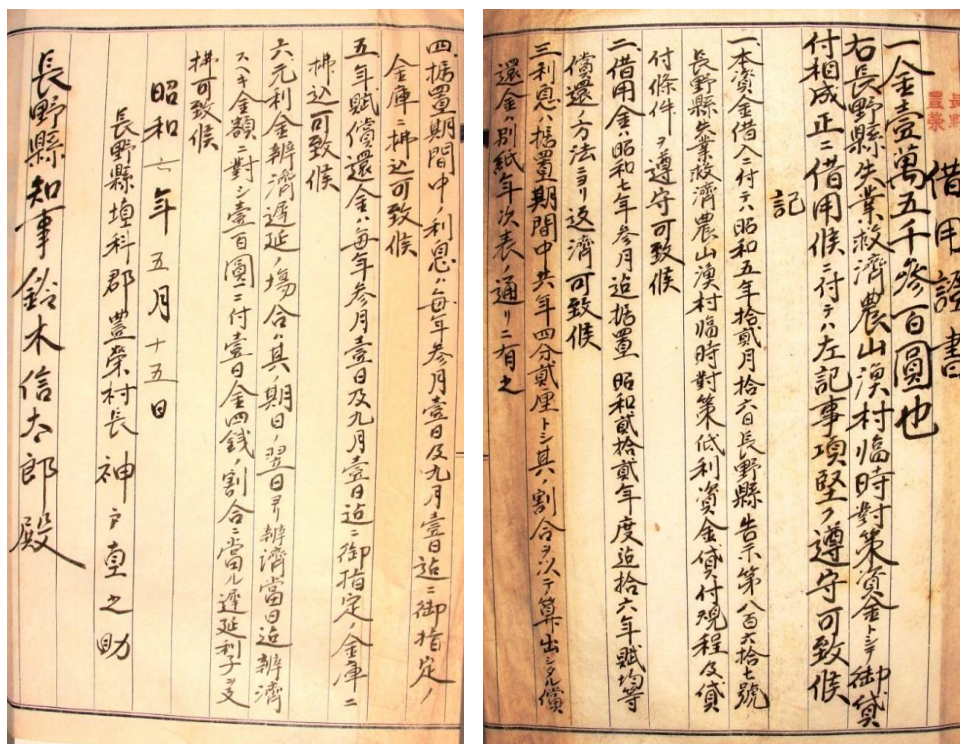 借用證書
一金壹萬五千參百圓也
右長野縣失業救濟農山漁村臨時對策資金トシテ御貸
付相成正ニ借用候ニ付テハ左記事項堅ク遵守可致候
記
一、本資金借入ニ付テハ昭和五年拾貳月拾六日長野縣告示第八百六拾七號
長野縣失業救濟農山漁村臨時對策低利資金貸付規程及貸
付條件ヲ遵守可致候
二、借用金ハ昭和七年參月迄据置昭和貳拾貳年度迄拾六年賦均等
償還ノ方法ニヨリ返濟可致候
三、利息ハ据置期間中共年四分貳厘トシ其ノ割合ヲ以テ算出シタル償
還金ハ別紙年次表ノ通リニ有之
四、据置期間中ノ利息ハ每年參月壹日及九月壹日迄ニ御指定ノ
金庫ニ拂込可致候
五、年賦償還金ハ每年參月壹日及九月壹日迄ニ御指定ノ金庫ニ
拂込可致候
六、元利金辨濟遲延ノ場合ハ其ノ期日ノ翌日ヨリ辨濟當日迄辨濟
スヘキ金額ニ對シ壹百圓ニ付壹日金四錢ノ割合ニ當ル遲延利子ヲ支
拂可致候
昭和六年五月十五日
長野縣埴科郡豐榮村長 神戸直之助
長野縣知事鈴木信太郎殿